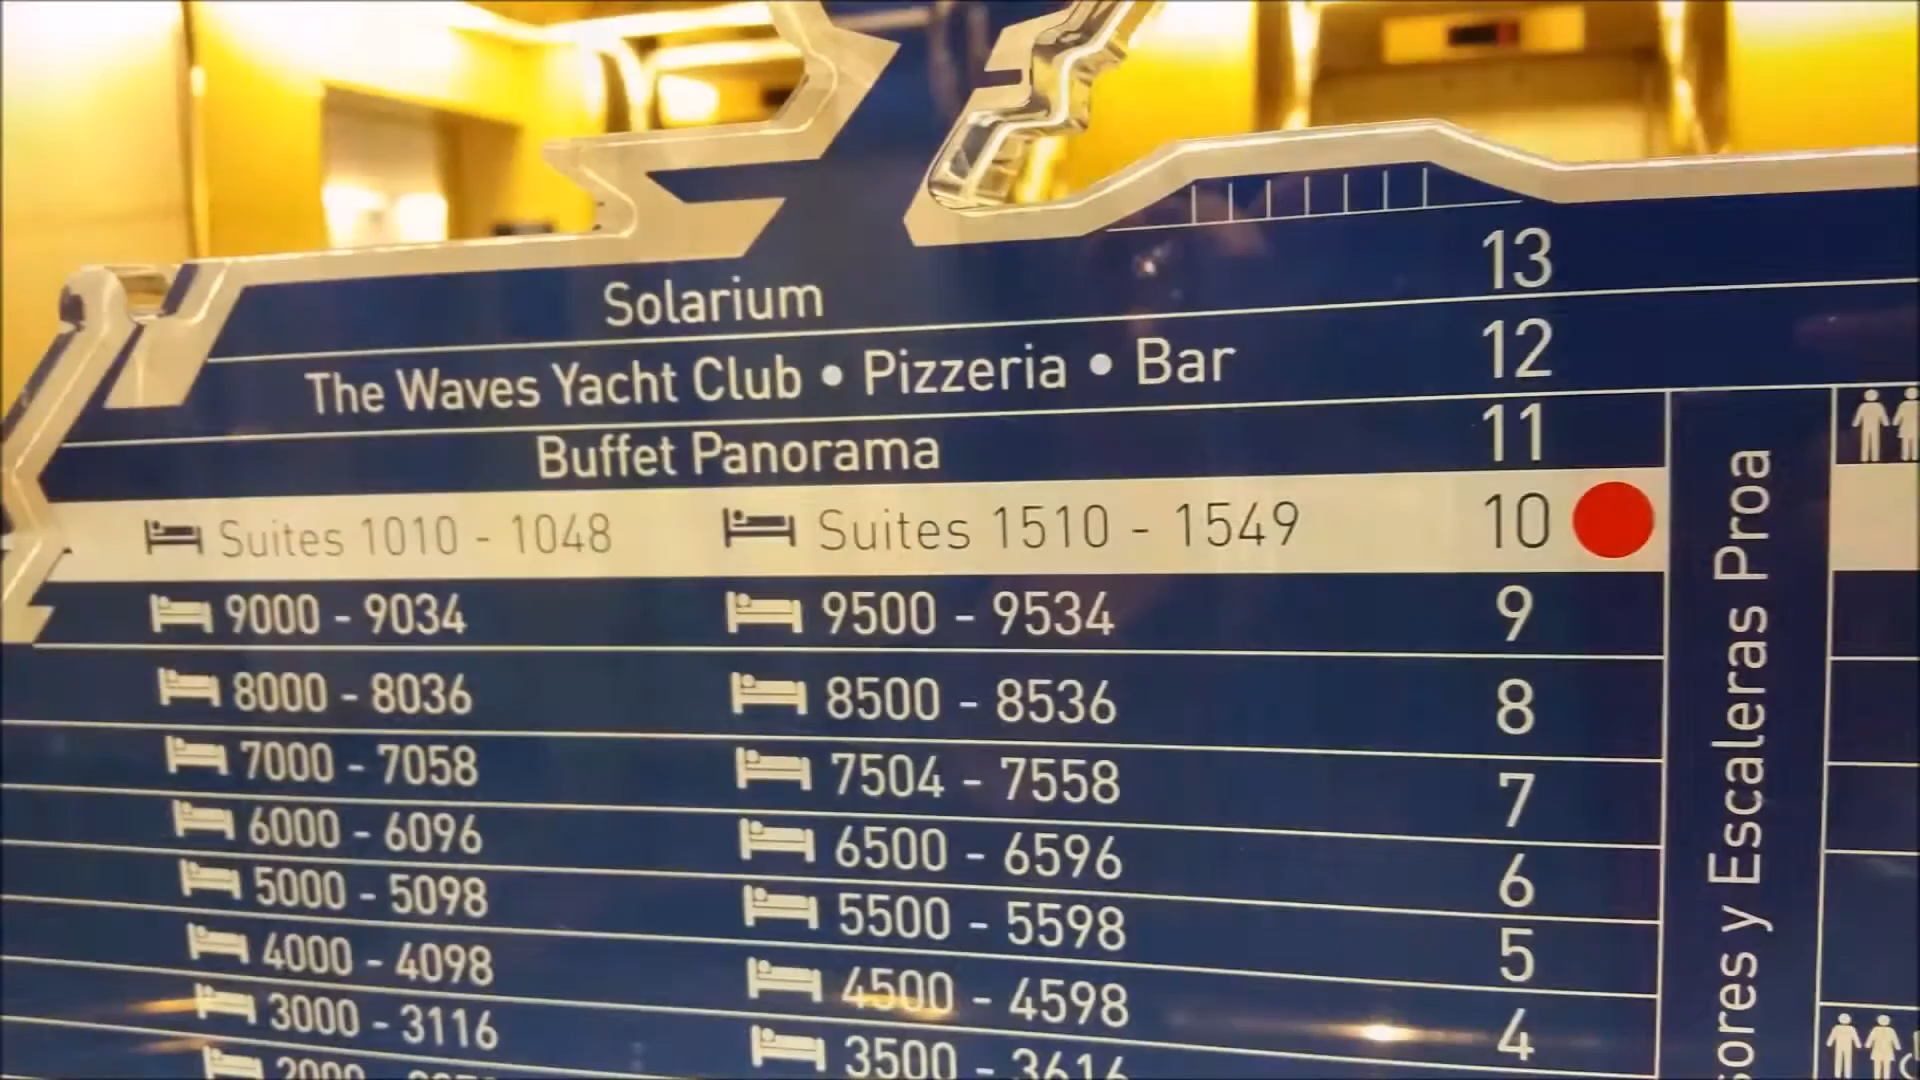 13
Solarium
The Waves Yacht Club • Pizzeria • Bar 12
Buffet Panorama 11
Suites 1010 - 1048 Suites 1510 - 1549 10
9000 - 9034 9500 - 9534 9
8000 - 8036 8500 - 8536 8
7000 - 7058 7504 - 7558 7
6000 - 6096 6500 - 6596 6
5000 - 5098 5500 - 5598 5
4000 - 4098 4500 - 4598 4
3000 - 3116 3500 - 3616
y Escaleras Proa